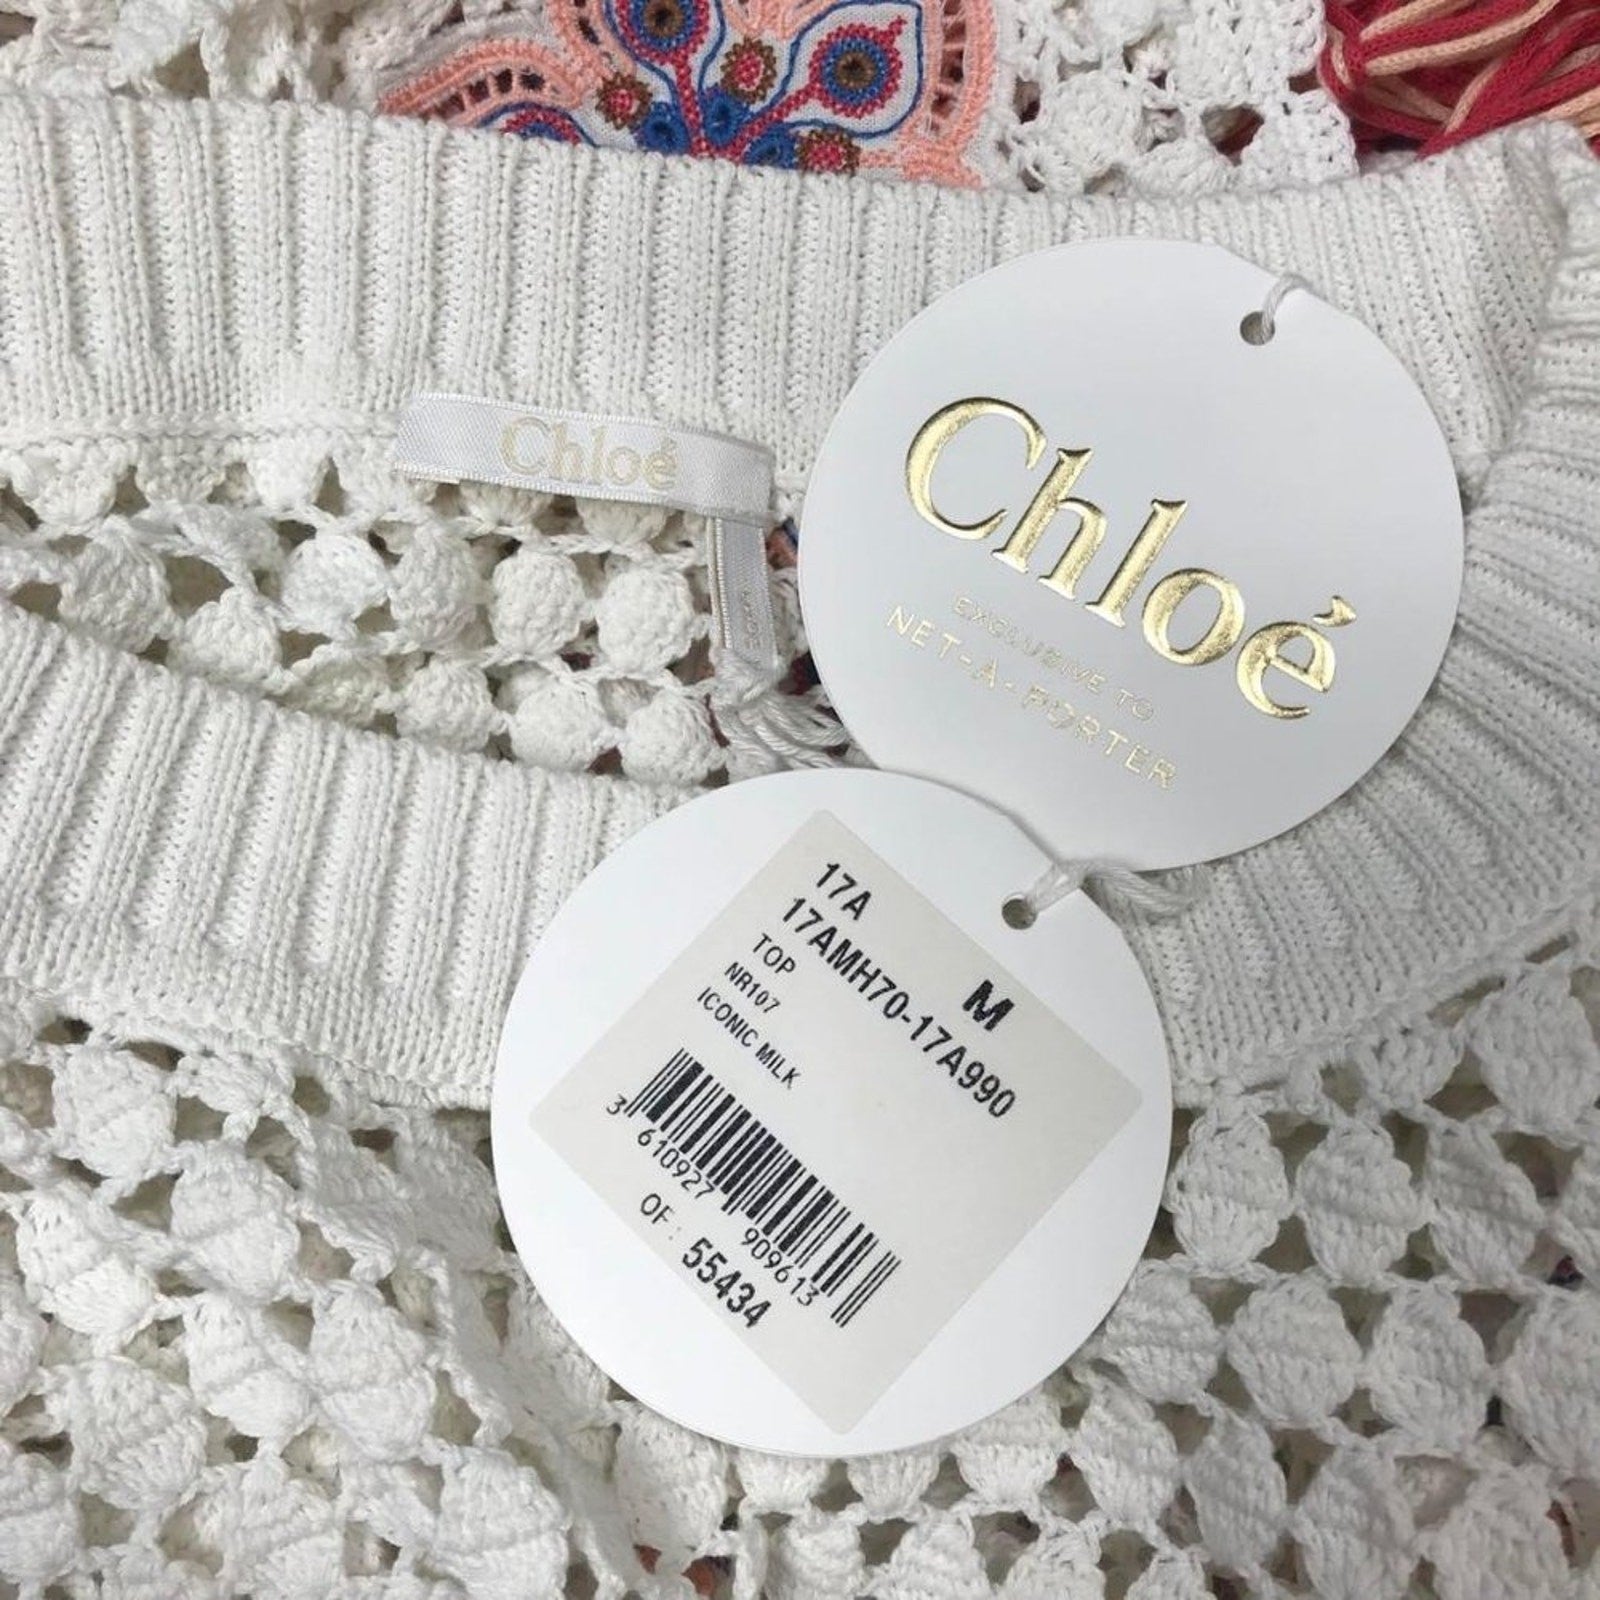 Chloé
Chloé
EXCLUSIVE TO
NET-A-PORTER
17A
17AMH70-17A990
M
TOP
NR107
ICONIC MILK
3 610927 909613
OF: 55434